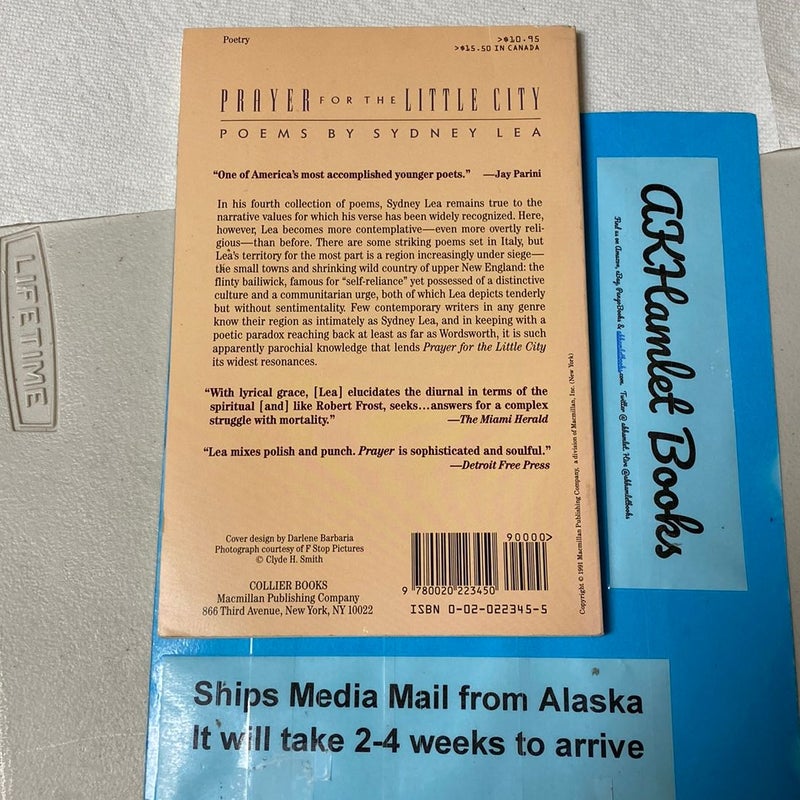 Poetry
>$10.95
>$15.50 IN CANADA
PRAYER FOR THE LITTLE CITY
POEMS BY SYDNEY LEA
“One of America's most accomplished younger poets.” —Jay Parini
In his fourth collection of poems, Sydney Lea remains true to the
narrative values for which his verse has been widely recognized. Here,
however, Lea becomes more contemplative—even more overtly reli-
gious—than before. There are some striking poems set in Italy, but
Lea's territory for the most part is a region increasingly under siege—
the small towns and shrinking wild country of upper New England: the
flinty bailiwick, famous for “self-reliance” yet possessed of a distinctive
culture and a communitarian urge, both of which Lea depicts tenderly
but without sentimentality. Few contemporary writers in any genre
know their region as intimately as Sydney Lea, and in keeping with a
poetic paradox reaching back at least as far as Wordsworth, it is such
apparently parochial knowledge that lends Prayer for the Little City
its widest resonances.
“With lyrical grace, [Lea] elucidates the diurnal in terms of the
spiritual [and] like Robert Frost, seeks...answers for a complex
struggle with mortality.” —The Miami Herald
“Lea mixes polish and punch. Prayer is sophisticated and soulful.”
—Detroit Free Press
Cover design by Darlene Barbaria
Photograph courtesy of F Stop Pictures
© Clyde H. Smith
COLLIER BOOKS
Macmillan Publishing Company
866 Third Avenue, New York, NY 10022
90000>
9 780020 223450
ISBN 0-02-022345-5
Copyright © 1991 Macmillan Publishing Company, a division of Macmillan, Inc. (New York)
AKHamlet Books
Find us on Amazon, eBay, PangoBooks & akhamletbooks.com. Twitter @ akhamlet. Hive @akhamletbooks
LIFETIME
Ships Media Mail from Alaska
It will take 2-4 weeks to arrive